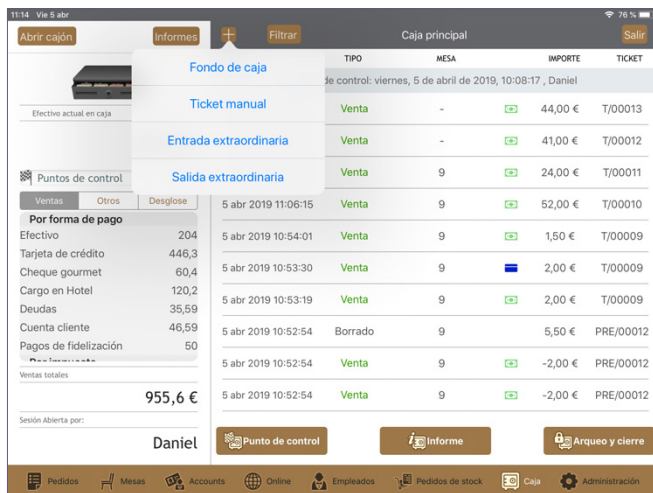 11:14 Vie 5 abr 76 %
Abrir cajón Informes Filtrar Caja principal Salir
TIPO MESA IMPORTE TICKET
Fondo de caja
Ticket manual
Entrada extraordinaria
Salida extraordinaria
de control: viernes, 5 de abril de 2019, 10:08:17 , Daniel
Efectivo actual en caja
Puntos de control
Ventas Otros Desglose
Por forma de pago
Efectivo 204
Tarjeta de crédito 446,3
Cheque gourmet 60,4
Cargo en Hotel 120,2
Deudas 35,59
Cuenta cliente 46,59
Pagos de fidelización 50
Ventas totales
955,6 €
Sesión Abierta por:
Daniel
Venta - 44,00 € T/00013
Venta - 41,00 € T/00012
Venta 9 24,00 € T/00011
5 abr 2019 11:06:15 Venta 9 52,00 € T/00010
5 abr 2019 10:54:01 Venta 9 1,50 € T/00009
5 abr 2019 10:53:30 Venta 9 2,00 € T/00009
5 abr 2019 10:53:19 Venta 9 2,00 € T/00009
5 abr 2019 10:52:54 Borrado 9 5,50 € PRE/00012
5 abr 2019 10:52:54 Venta 9 -2,00 € PRE/00012
5 abr 2019 10:52:54 Venta 9 -2,00 € PRE/00012
Punto de control Informe Arqueo y cierre
Pedidos Mesas Accounts Online Empleados Pedidos de stock Caja Administración